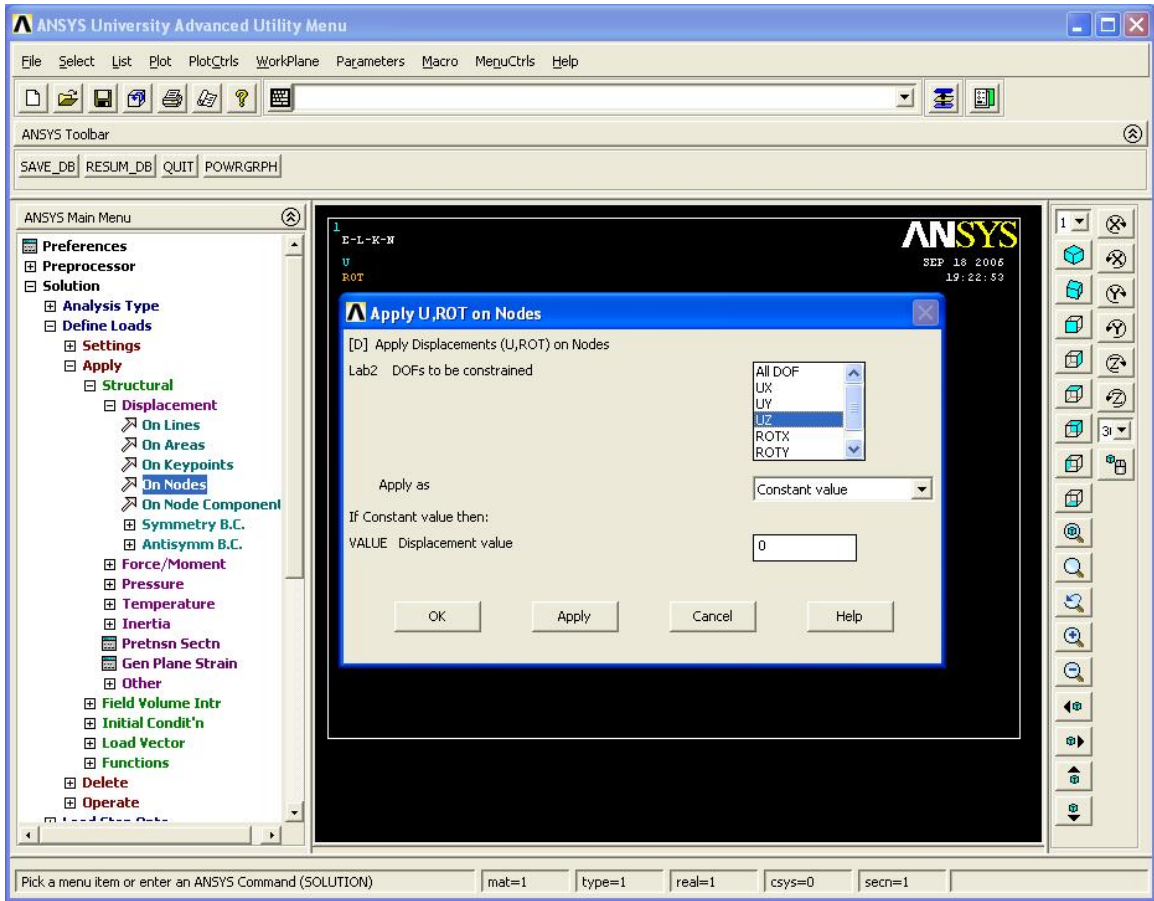 ANSYS University Advanced Utility Menu
File Select List Plot PlotCtrls WorkPlane Parameters Macro MenuCtrls Help
ANSYS Toolbar
SAVE_DB RESUM_DB QUIT POWRGRPH
ANSYS Main Menu
Preferences
Preprocessor
Solution
Analysis Type
Define Loads
Settings
Apply
Structural
Displacement
On Lines
On Areas
On Keypoints
On Nodes
On Node Component
Symmetry B.C.
Antisymm B.C.
Force/Moment
Pressure
Temperature
Inertia
Pretnsn Sectn
Gen Plane Strain
Other
Field Volume Intr
Initial Condit'n
Load Vector
Functions
Delete
Operate
1
E-L-K-N
U
ROT
ANSYS
SEP 18 2006
19:22:53
Apply U,ROT on Nodes
[D] Apply Displacements (U,ROT) on Nodes
Lab2 DOFs to be constrained
All DOF
UX
UY
UZ
ROTX
ROTY
Apply as
Constant value
If Constant value then:
VALUE Displacement value
0
OK Apply Cancel Help
1
X
X
Y
Y
Z
Z
Pick a menu item or enter an ANSYS Command (SOLUTION) mat=1 type=1 real=1 csys=0 secn=1